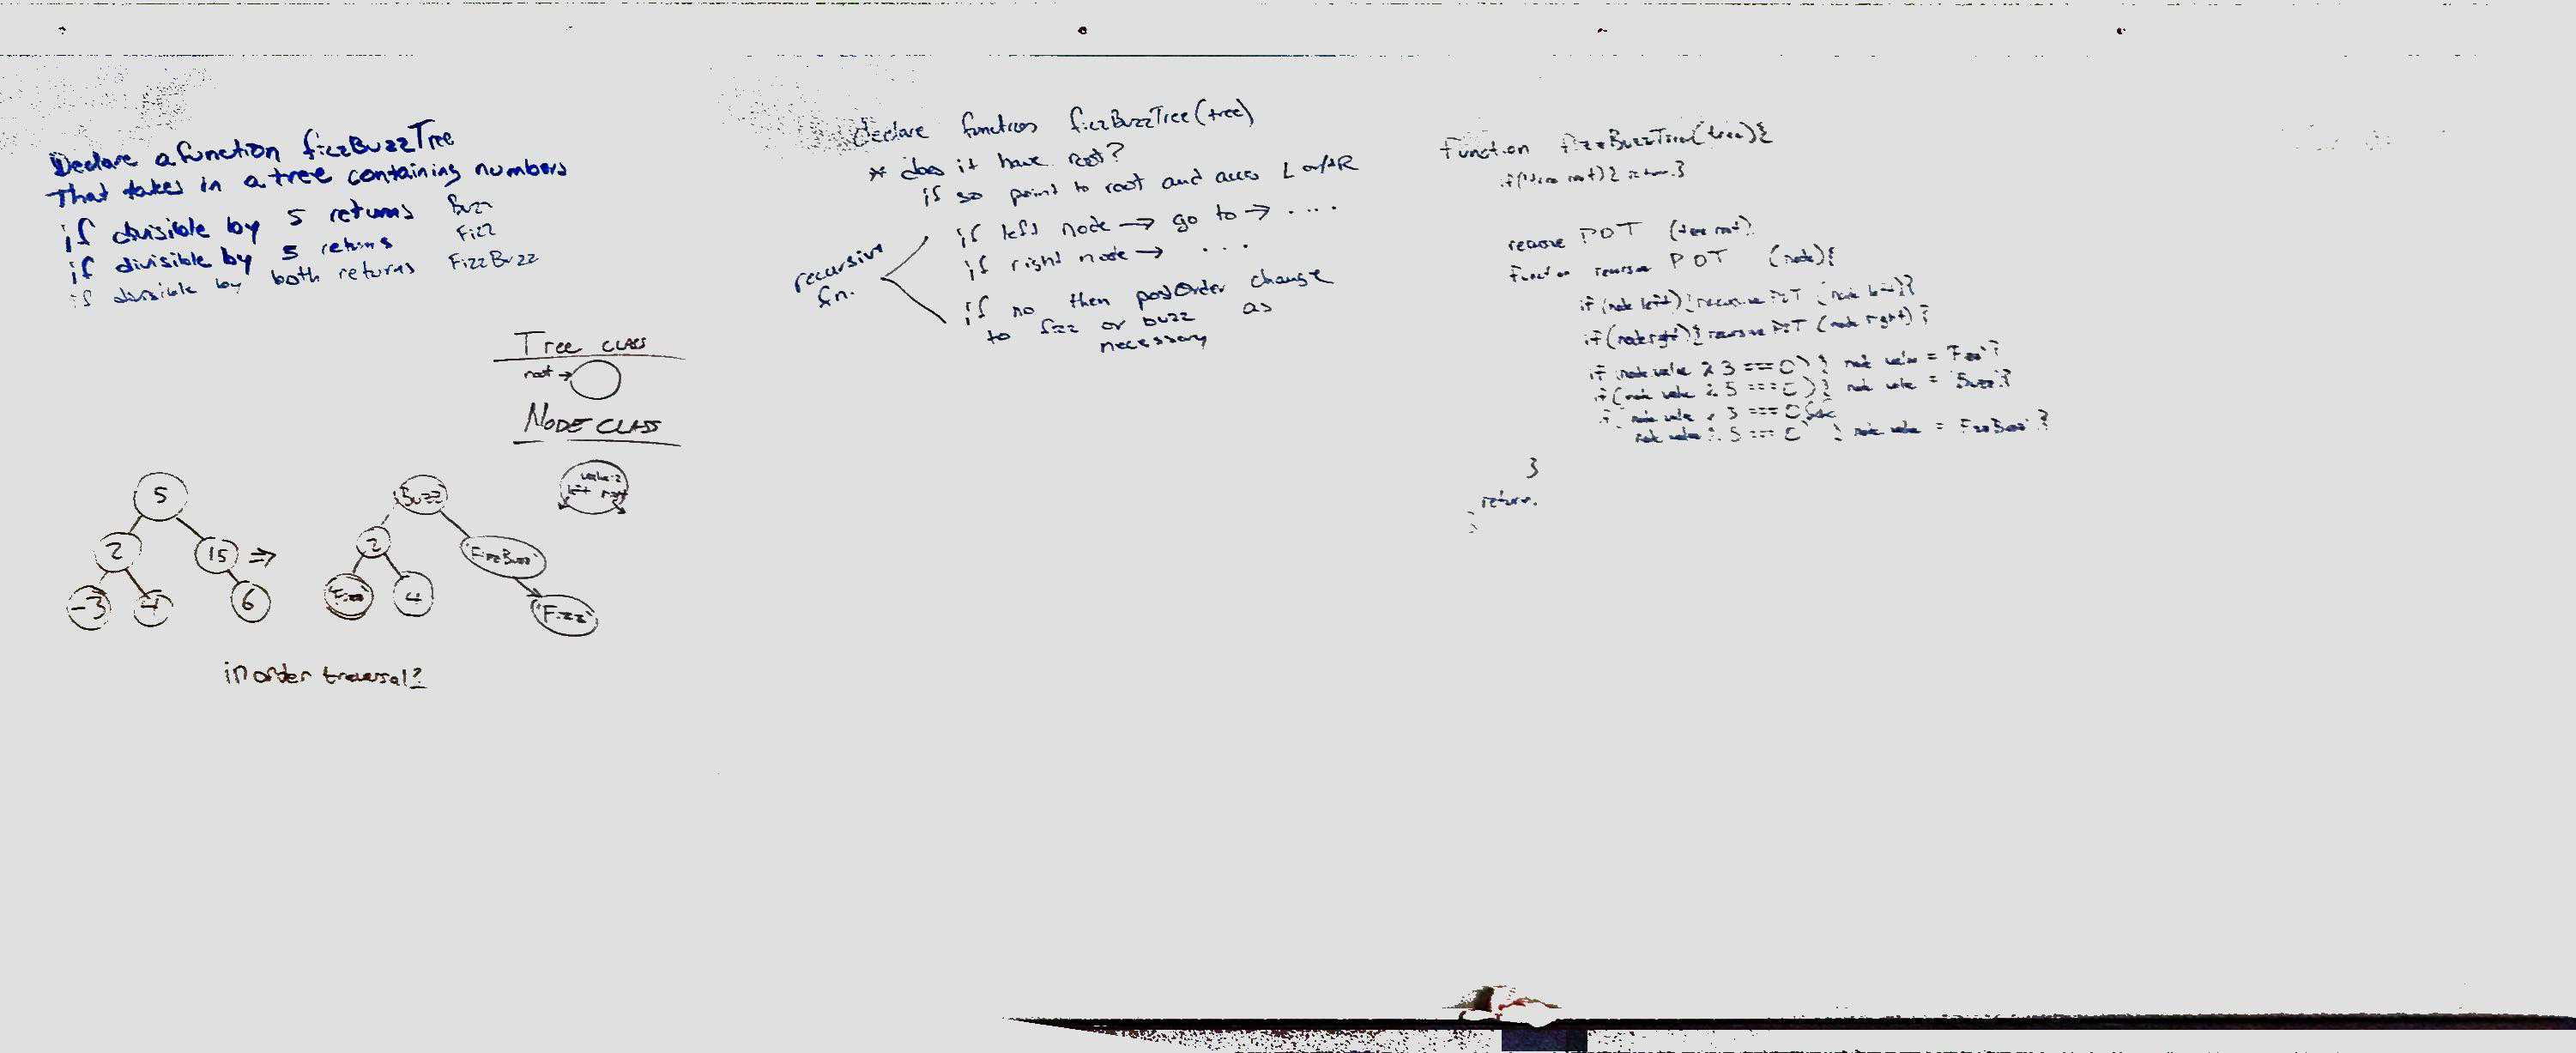 Declare a function fizzBuzzTree
That takes in a tree containing numbers
if divisible by 5 returns Buzz
if divisible by 5 returns Fizz
if divisible by both returns FizzBuzz
Tree CLASS
root →
NODE CLASS
value:2
left right
5
2
15 ⇒
-3
4
6
Buzz
2
'FizzBuzz'
'Fizz'
4
'Fizz'
in order traversal?
declare function fizzBuzzTree(tree)
* does it have root?
if so point to root and access L and/R
recursive
fn.
if left node → go to → ....
if right node → ...
if no then postOrder change
to fizz or buzz as
necessary
function fizzBuzzTree(tree){
if(!tree.root){ return }
POT (tree.root)
function recursive POT (node){
if(node.left){ recursive POT (node.left)}
if(node.right){ recursive POT (node.right)}
if(node.value % 3 === 0){ node.value = 'Fizz'}
if(node.value % 5 === 0){ node.value = 'Buzz'}
if node.value % 3 === 0 &&
node.value % 5 === 0 { node.value = 'FizzBuzz'}
}
return.
}